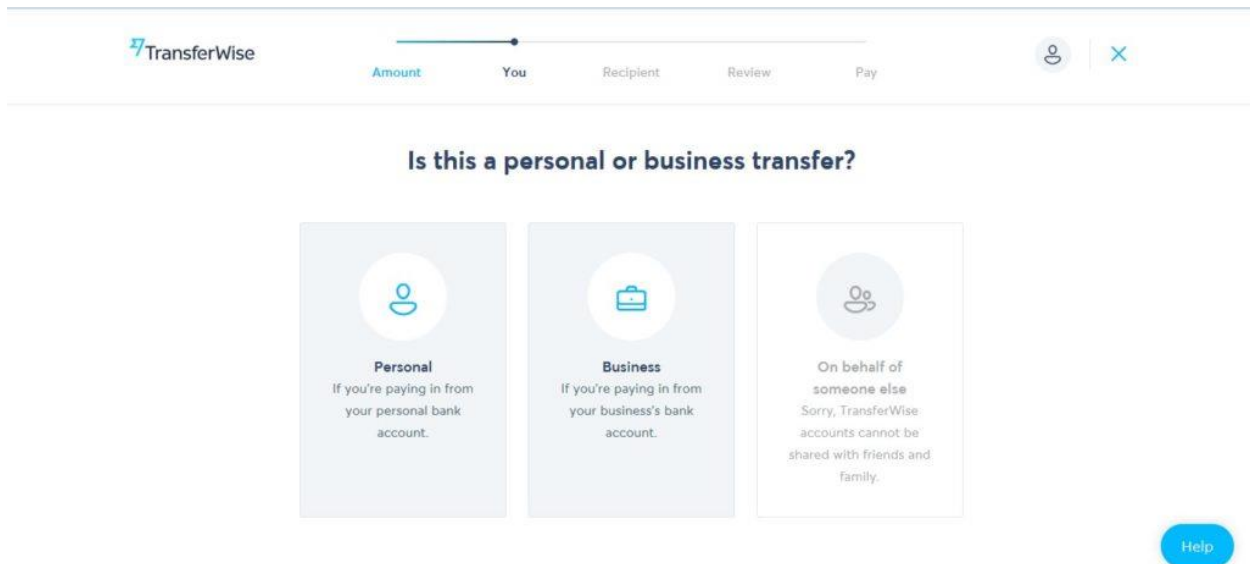 TransferWise
Amount You Recipient Review Pay
Is this a personal or business transfer?
Personal
If you're paying in from
your personal bank
account.
Business
If you're paying in from
your business's bank
account.
On behalf of
someone else
Sorry, TransferWise
accounts cannot be
shared with friends and
family.
Help